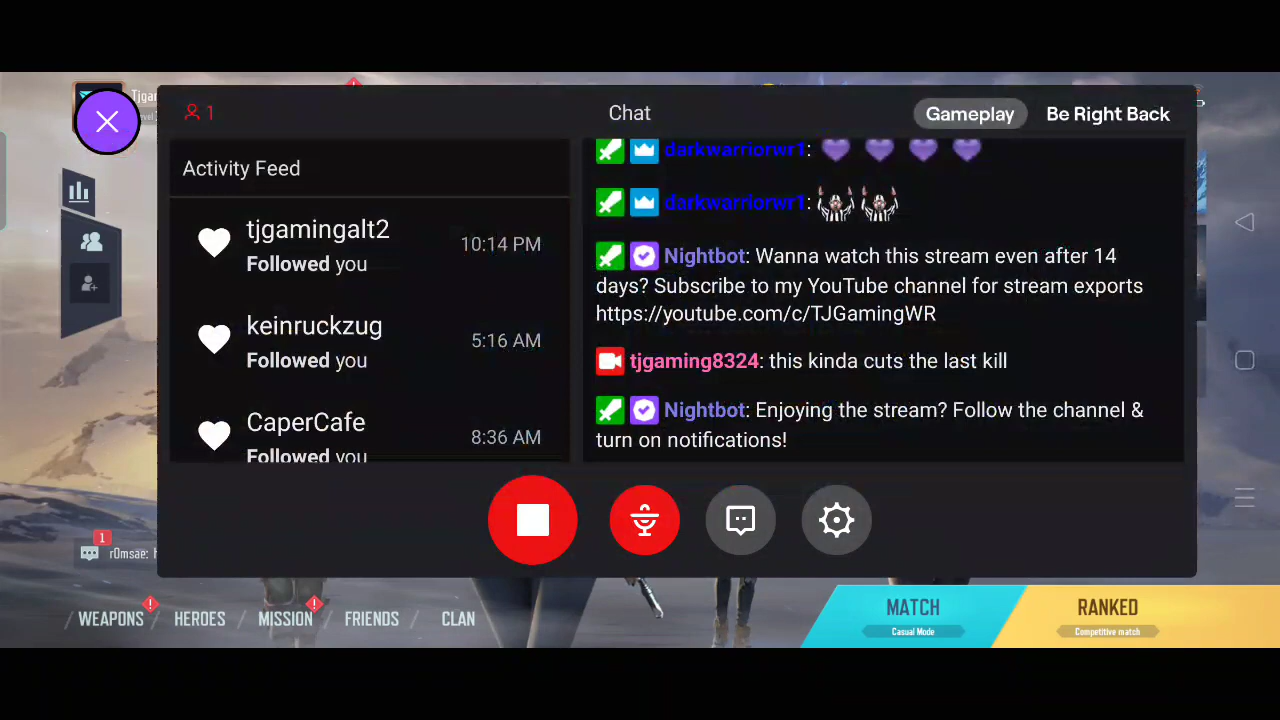 Tjgam
1
Chat
Gameplay
Be Right Back
Activity Feed
tjgamingalt2
Followed you
10:14 PM
keinruckzug
Followed you
5:16 AM
CaperCafe
Followed you
8:36 AM
darkwarriorwr1:
darkwarriorwr1:
Nightbot: Wanna watch this stream even after 14
days? Subscribe to my YouTube channel for stream exports
https://youtube.com/c/TJGamingWR
tjgaming8324: this kinda cuts the last kill
Nightbot: Enjoying the stream? Follow the channel &
turn on notifications!
1
r0msae: h
WEAPONS
HEROES
MISSION
FRIENDS
CLAN
MATCH
Casual Mode
RANKED
Competitive match